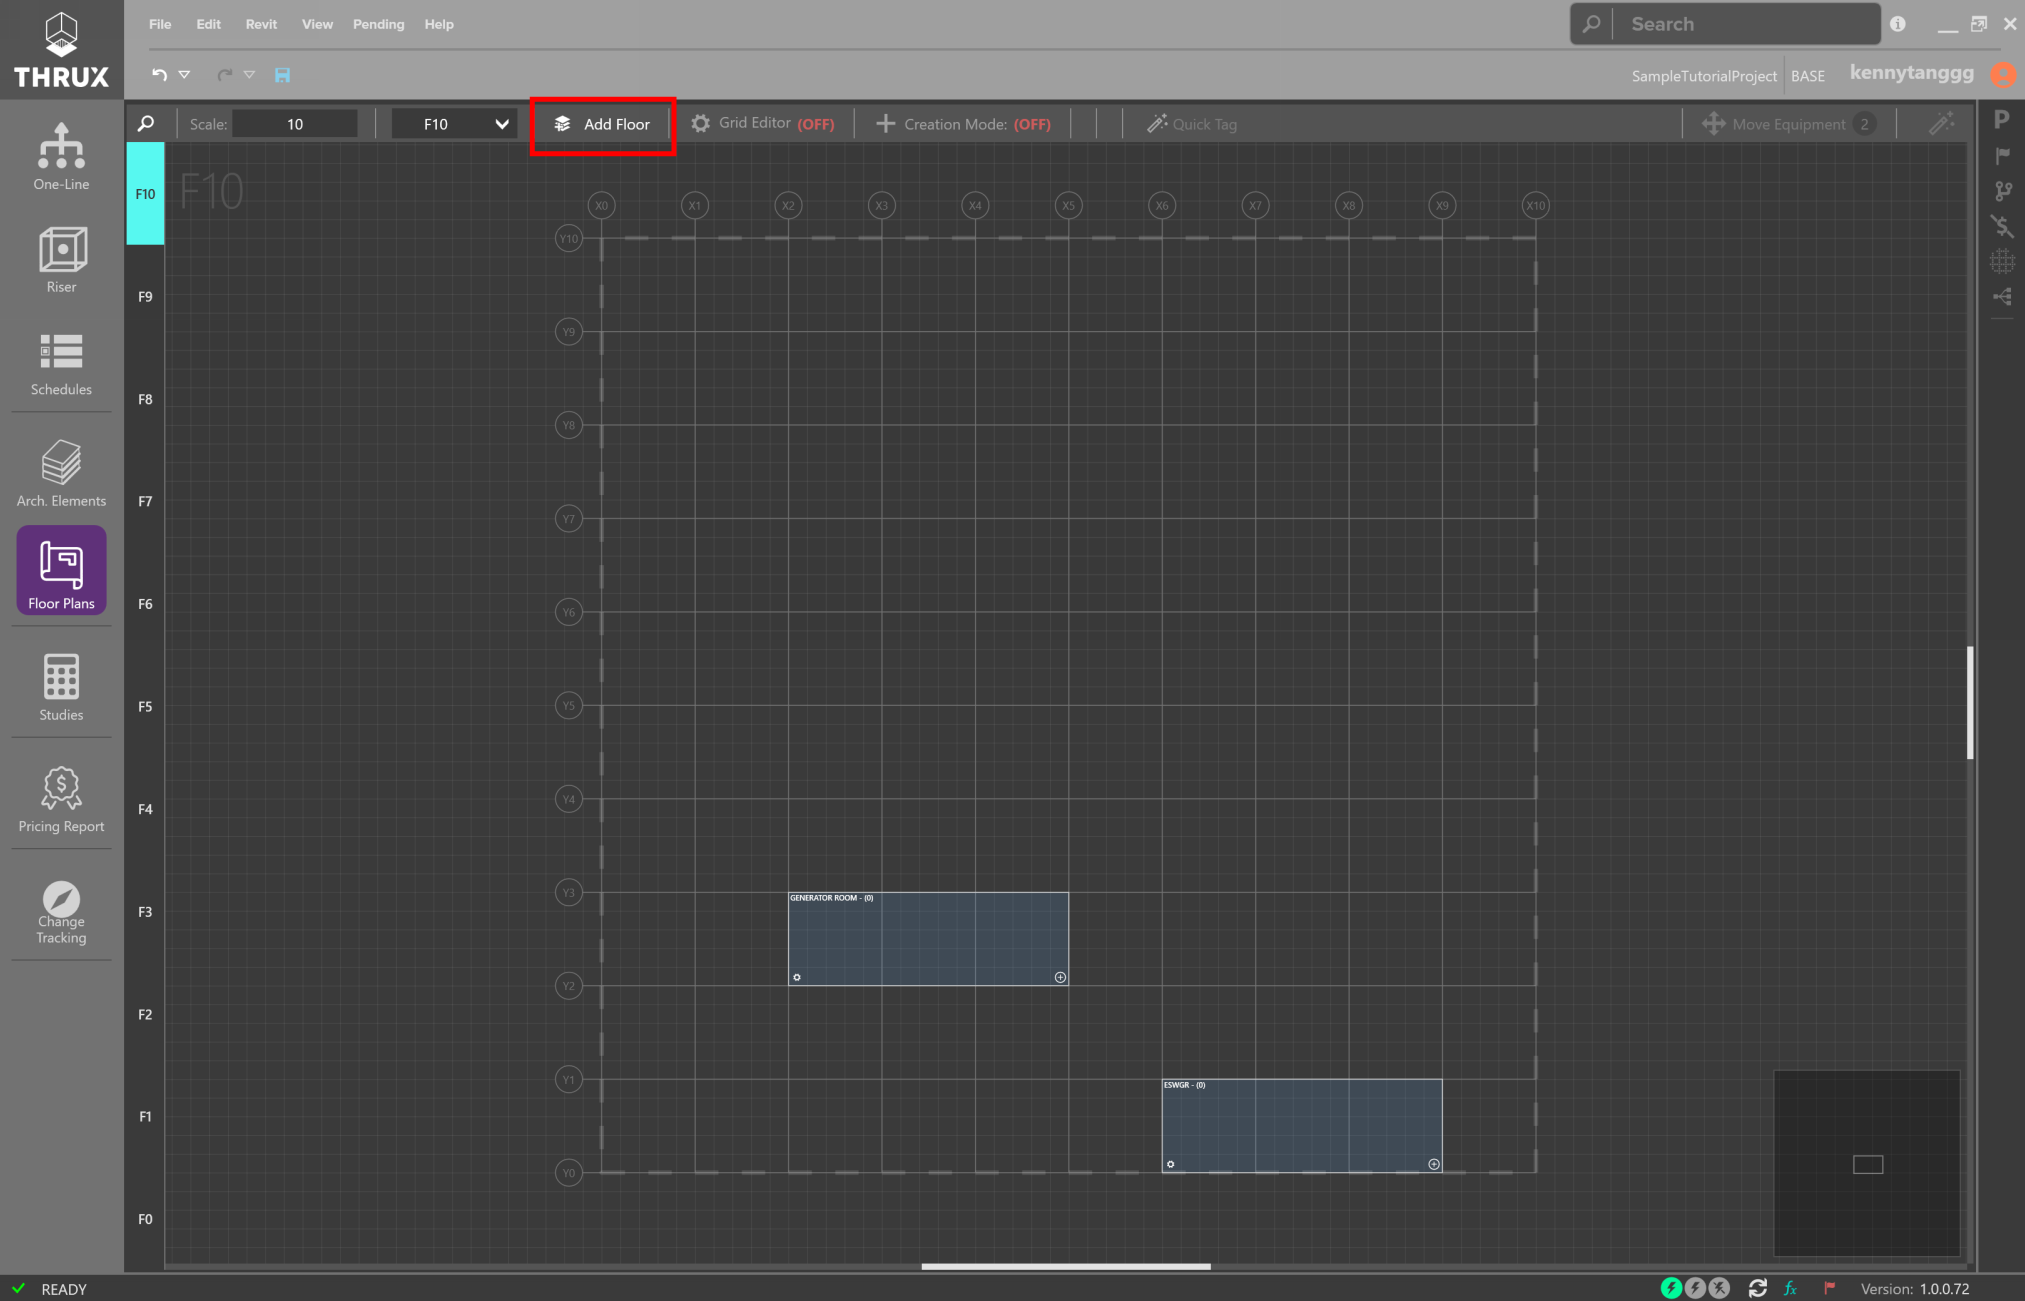 THRUX
File Edit Revit View Pending Help
Search
SampleTutorialProject BASE kennytanggg
Scale: 10 F10 Add Floor Grid Editor (OFF) Creation Mode: (OFF) Quick Tag Move Equipment 2
P
One-Line
Riser
Schedules
Arch. Elements
Floor Plans
Studies
Pricing Report
Change
Tracking
F10
F9
F8
F7
F6
F5
F4
F3
F2
F1
F0
F10
X0 X1 X2 X3 X4 X5 X6 X7 X8 X9 X10
Y10
Y9
Y8
Y7
Y6
Y5
Y4
Y3
Y2
Y1
Y0
GENERATOR ROOM - (0)
ESWGR - (0)
READY
fx
Version: 1.0.0.72